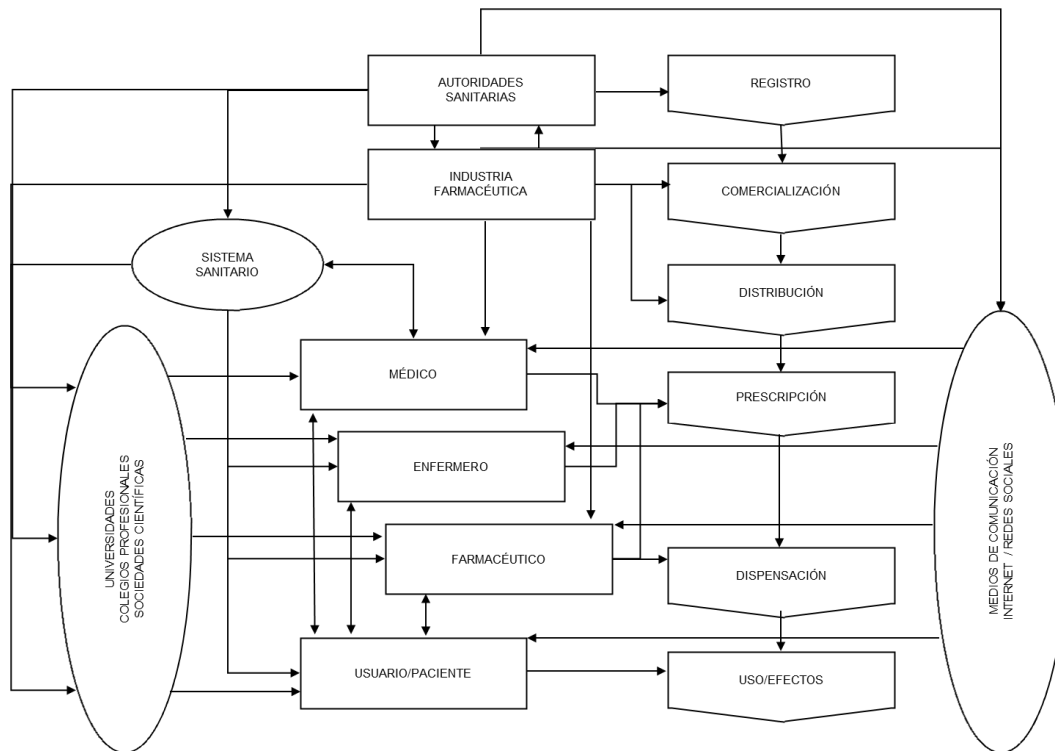 AUTORIDADES
SANITARIAS
REGISTRO
INDUSTRIA
FARMACÉUTICA
COMERCIALIZACIÓN
SISTEMA
SANITARIO
DISTRIBUCIÓN
MÉDICO
PRESCRIPCIÓN
ENFERMERO
UNIVERSIDADES
COLEGIOS PROFESIONALES
SOCIEDADES CIENTÍFICAS
MEDIOS DE COMUNICACIÓN
INTERNET / REDES SOCIALES
FARMACÉUTICO
DISPENSACIÓN
USUARIO/PACIENTE
USO/EFECTOS